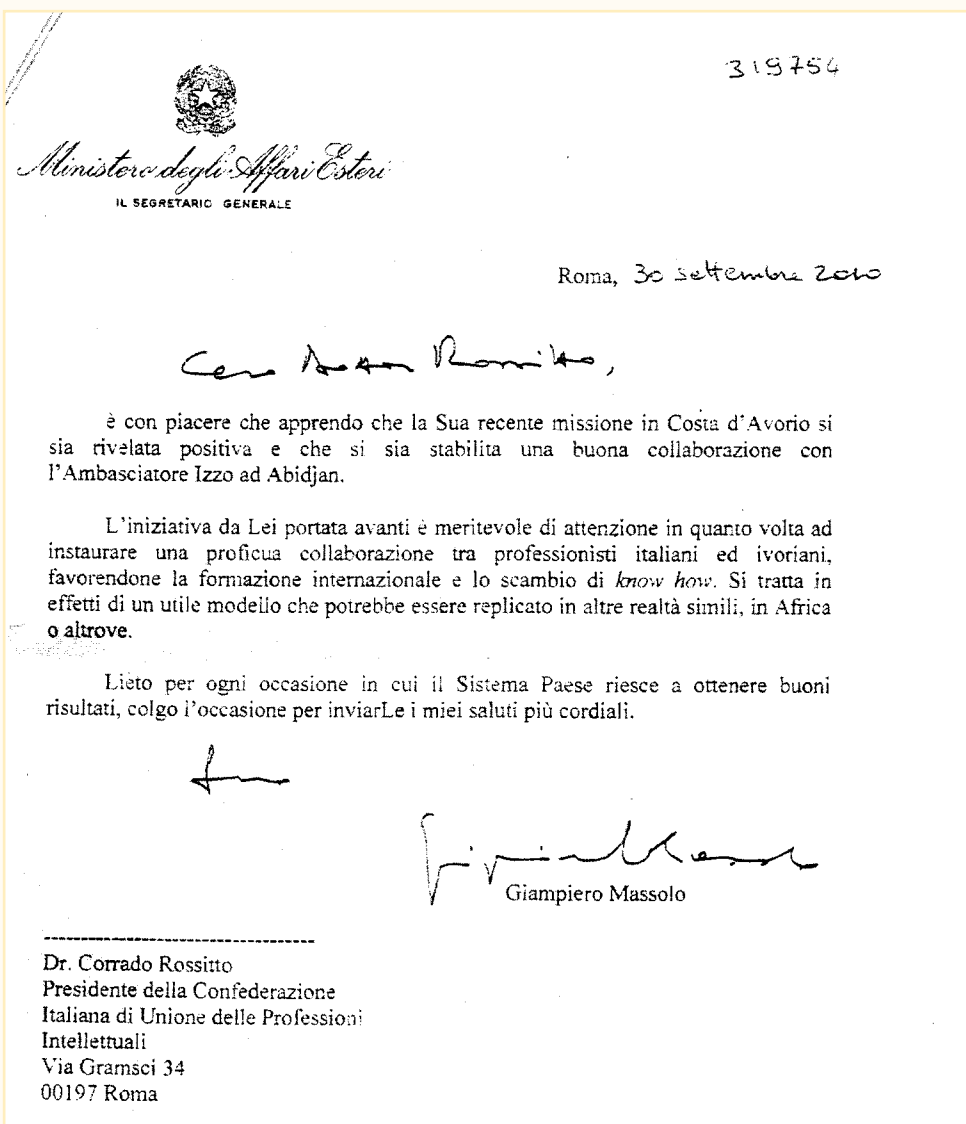 319754
Ministero degli Affari Esteri
IL SEGRETARIO GENERALE
Roma, 30 settembre 2010
Caro Dottor Rossitto,
è con piacere che apprendo che la Sua recente missione in Costa d'Avorio si
sia rivelata positiva e che si sia stabilita una buona collaborazione con
l'Ambasciatore Izzo ad Abidjan.
L'iniziativa da Lei portata avanti è meritevole di attenzione in quanto volta ad
instaurare una proficua collaborazione tra professionisti italiani ed ivoriani,
favorendone la formazione internazionale e lo scambio di know how. Si tratta in
effetti di un utile modello che potrebbe essere replicato in altre realtà simili, in Africa
o altrove.
Lieto per ogni occasione in cui il Sistema Paese riesce a ottenere buoni
risultati, colgo l'occasione per inviarLe i miei saluti più cordiali.
Giampiero Massolo
---------------------------------
Dr. Corrado Rossitto
Presidente della Confederazione
Italiana di Unione delle Professioni
Intellettuali
Via Gramsci 34
00197 Roma